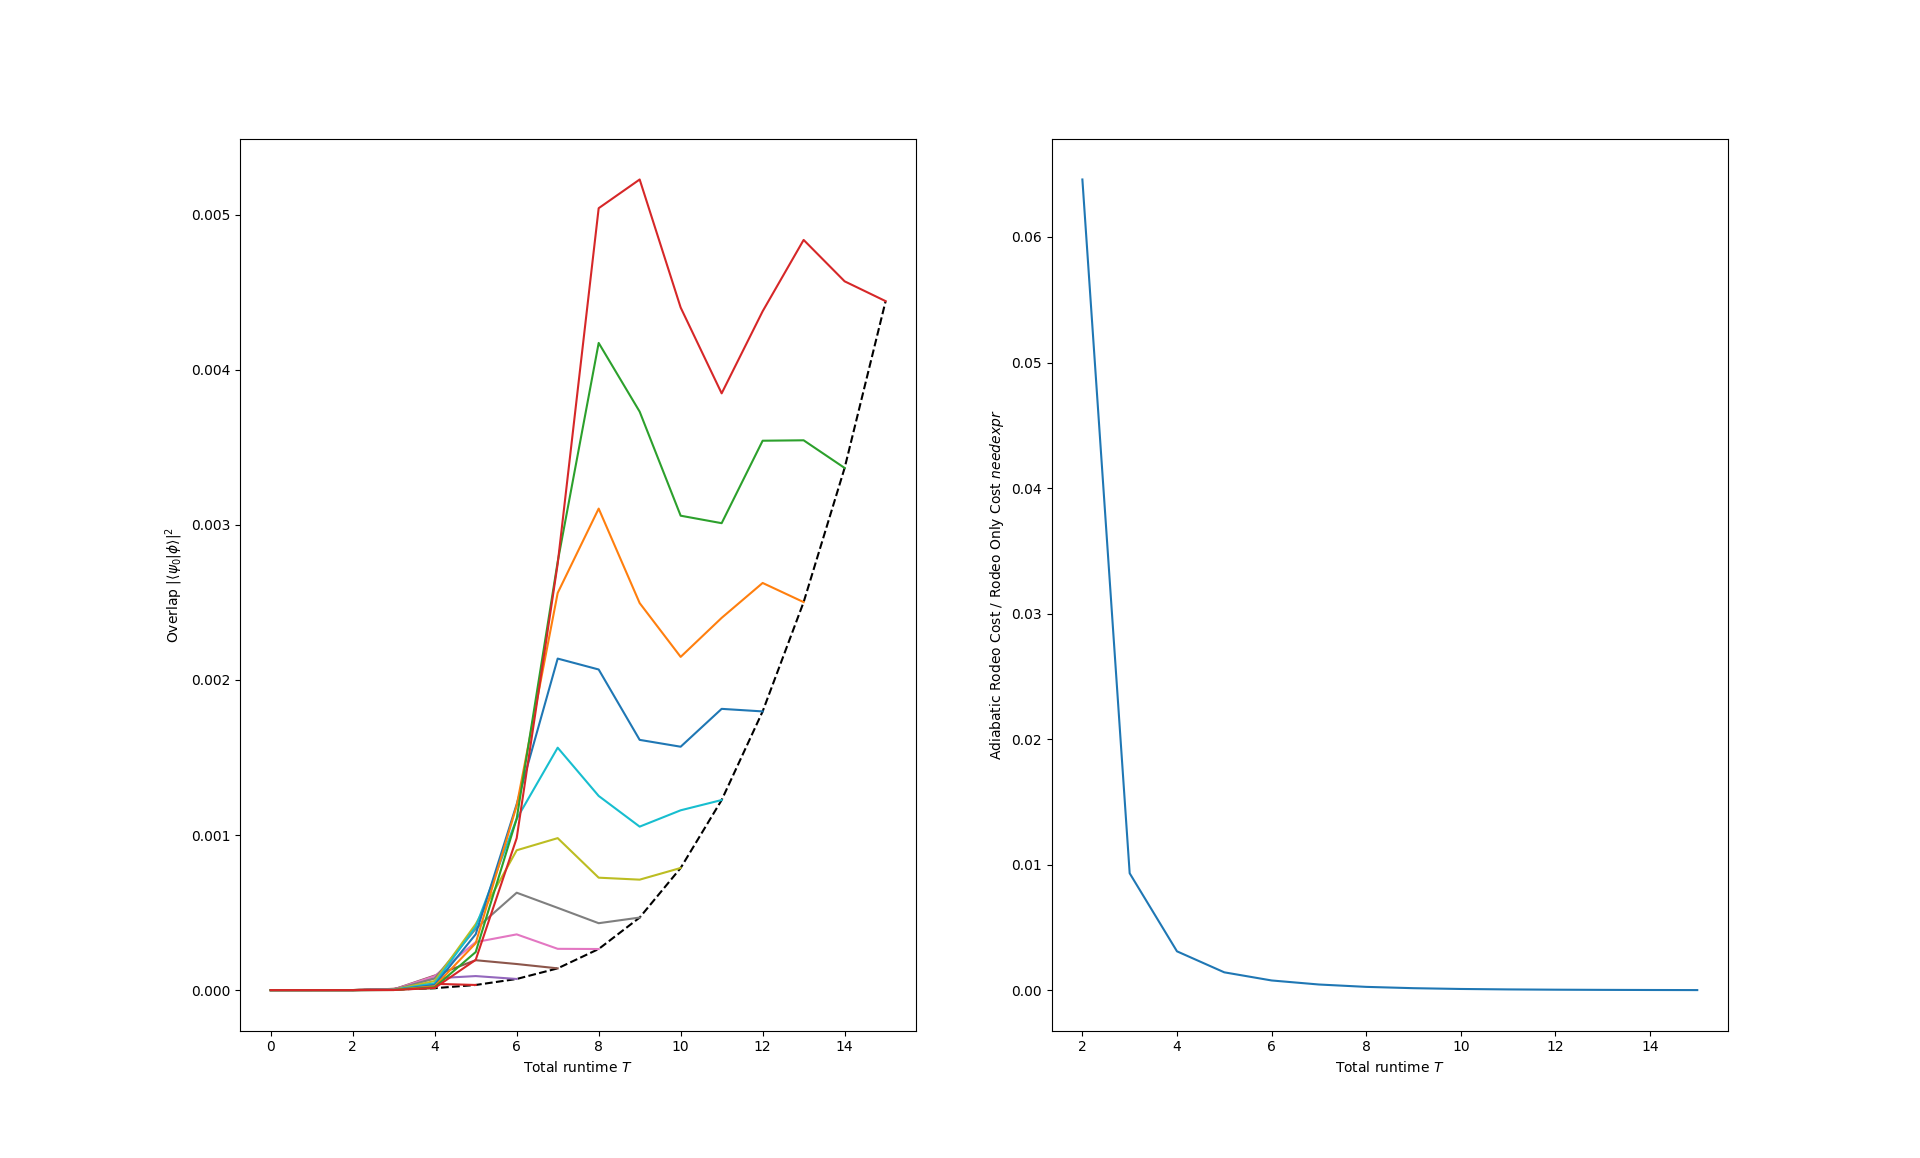 0.005
0.004
0.003
0.002
0.001
0.000
Overlap |⟨ψ₀|ϕ⟩|²
0 2 4 6 8 10 12 14
Total runtime T
0.06
0.05
0.04
0.03
0.02
0.01
0.00
Adiabatic Rodeo Cost / Rodeo Only Cost needexpr
2 4 6 8 10 12 14
Total runtime T